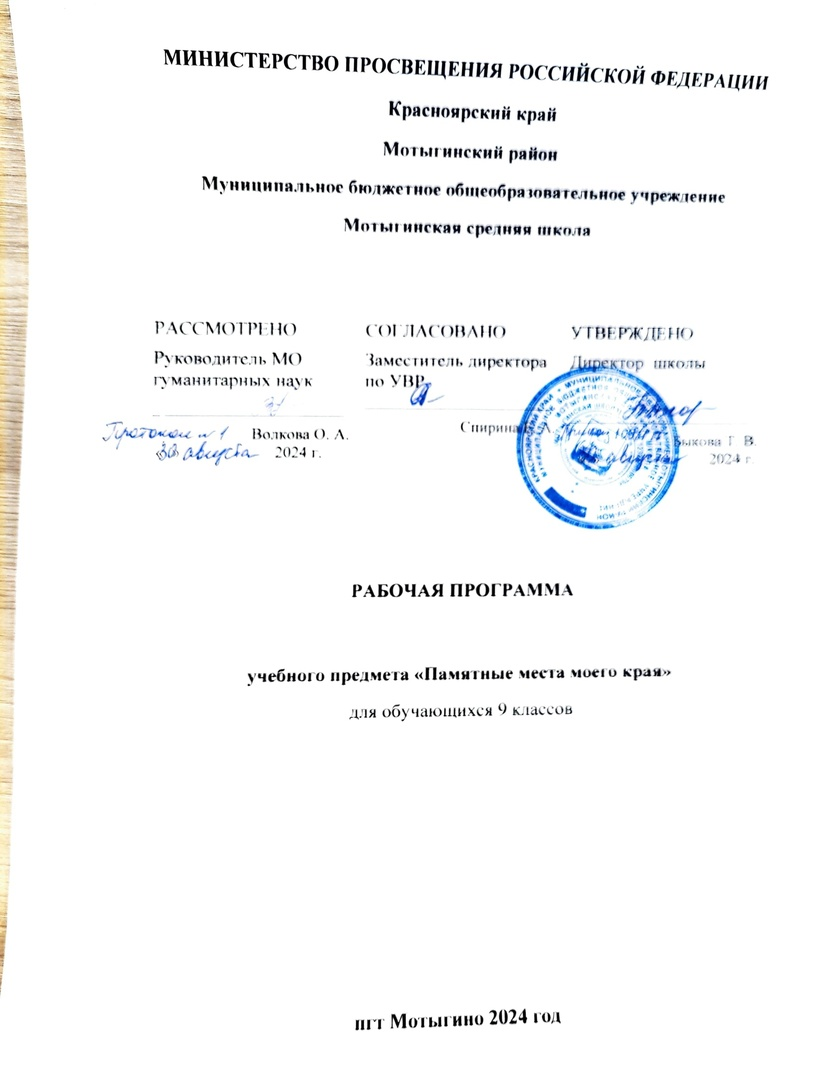 МИНИСТЕРСТВО ПРОСВЕЩЕНИЯ РОССИЙСКОЙ ФЕДЕРАЦИИ
Красноярский край
Мотыгинский район
Муниципальное бюджетное общеобразовательное учреждение
Мотыгинская средняя школа
РАССМОТРЕНО
Руководитель МО
гуманитарных наук
Протокол № 1 Волкова О. А.
«30 августа 2024 г.
СОГЛАСОВАНО
Заместитель директора
по УВР
Спирина А.
УТВЕРЖДЕНО
Директор школы
Быкова Г В.
августа 2024 г.
РАБОЧАЯ ПРОГРАММА
учебного предмета «Памятные места моего края»
для обучающихся 9 классов
пгт Мотыгино 2024 год